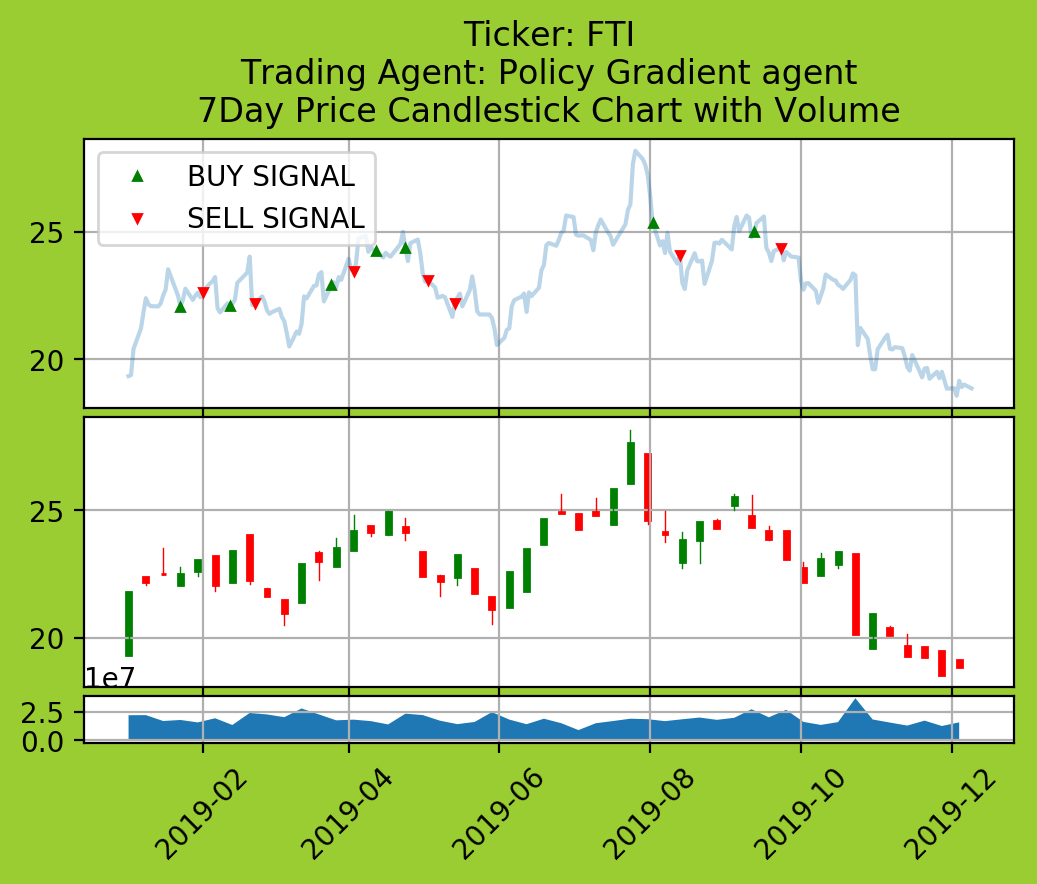 Ticker: FTI
Trading Agent: Policy Gradient agent
7Day Price Candlestick Chart with Volume
BUY SIGNAL
SELL SIGNAL
25
20
25
20
1e7
2.5
0.0
2019-02
2019-04
2019-06
2019-08
2019-10
2019-12